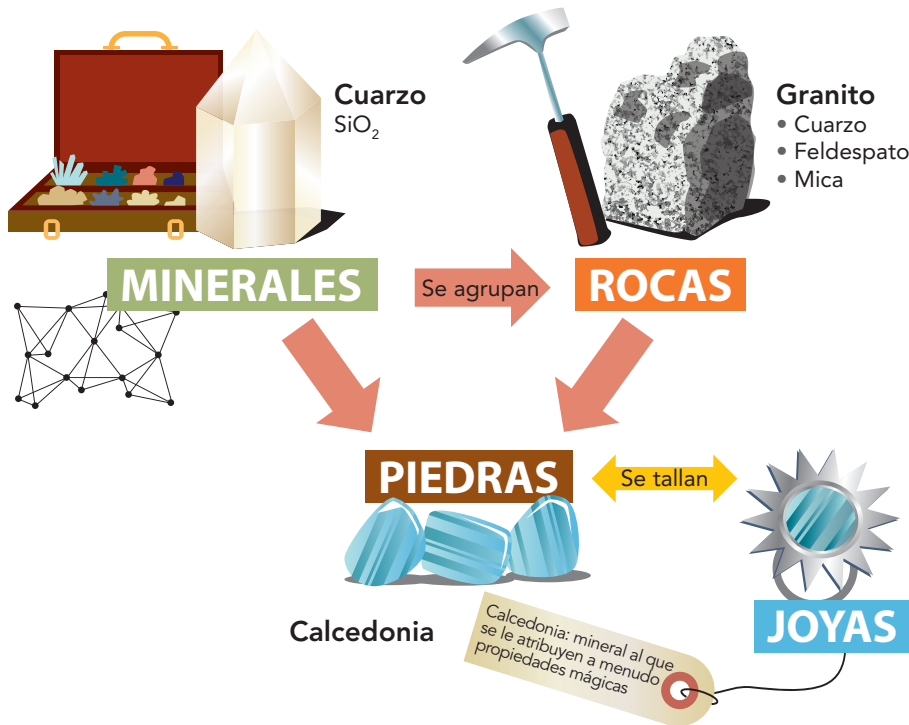 Cuarzo
SiO₂
Granito
• Cuarzo
• Feldespato
• Mica
MINERALES
Se agrupan
ROCAS
PIEDRAS
Se tallan
Calcedonia
Calcedonia: mineral al que
se le atribuyen a menudo
propiedades mágicas
JOYAS